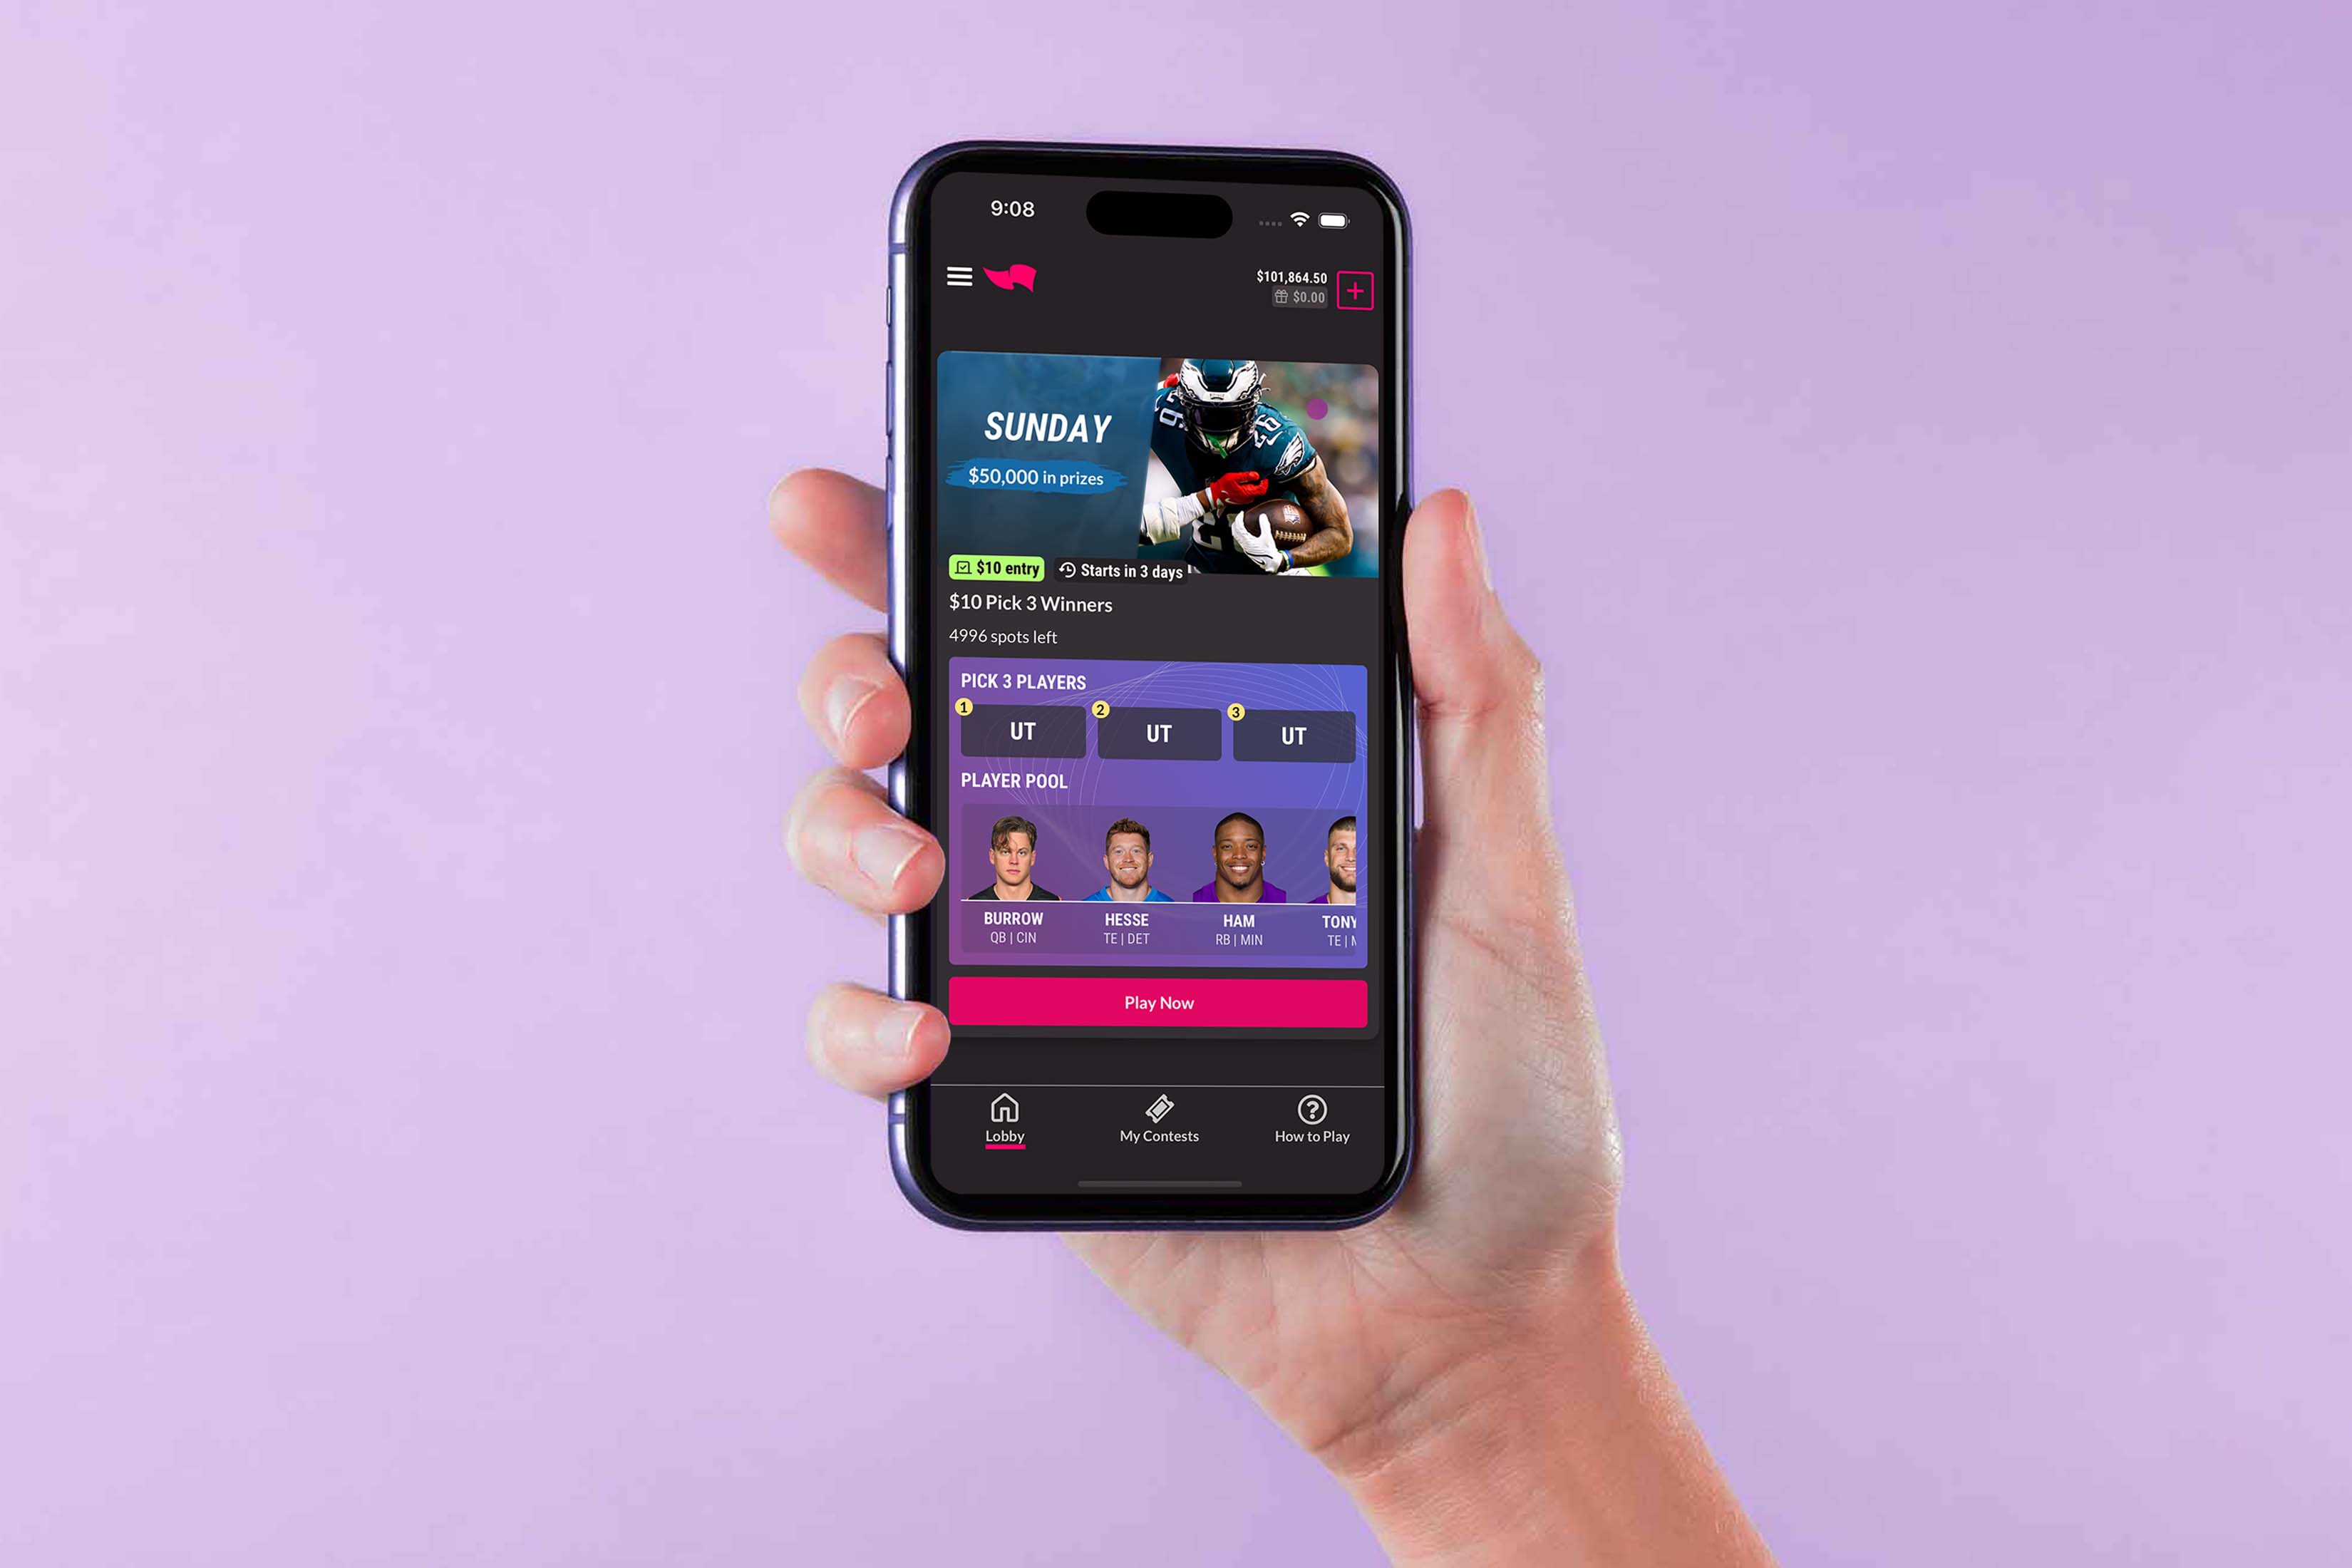 9:08
$101,864.50
$0.00
SUNDAY
$50,000 in prizes
26
26
$10 entry
Starts in 3 days
$10 Pick 3 Winners
4996 spots left
PICK 3 PLAYERS
1
2
3
UT
UT
UT
PLAYER POOL
BURROW
HESSE
HAM
TONY
QB | CIN
TE | DET
RB | MIN
TE |
Play Now
Lobby
My Contests
How to Play